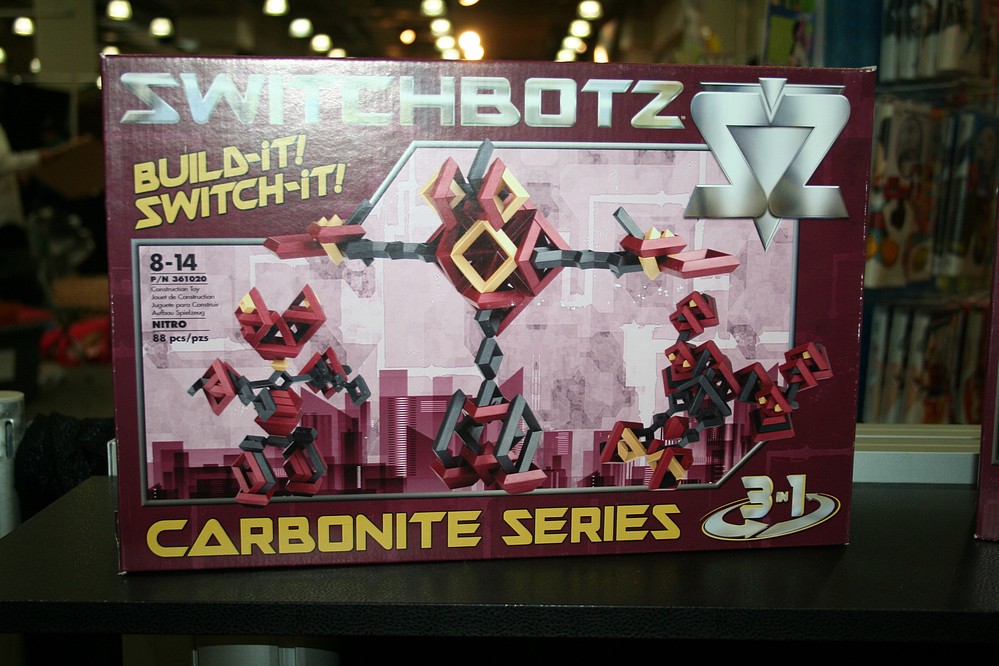 SWITCHBOTZ™
BUILD-iT!
SWITCH-iT!
8-14
P/N 361020
Construction Toy
Jouet de Construction
Juguete para Construir
Aufbau Spielzeug
NITRO
88 pcs/pzs
CARBONITE SERIES
3 IN 1